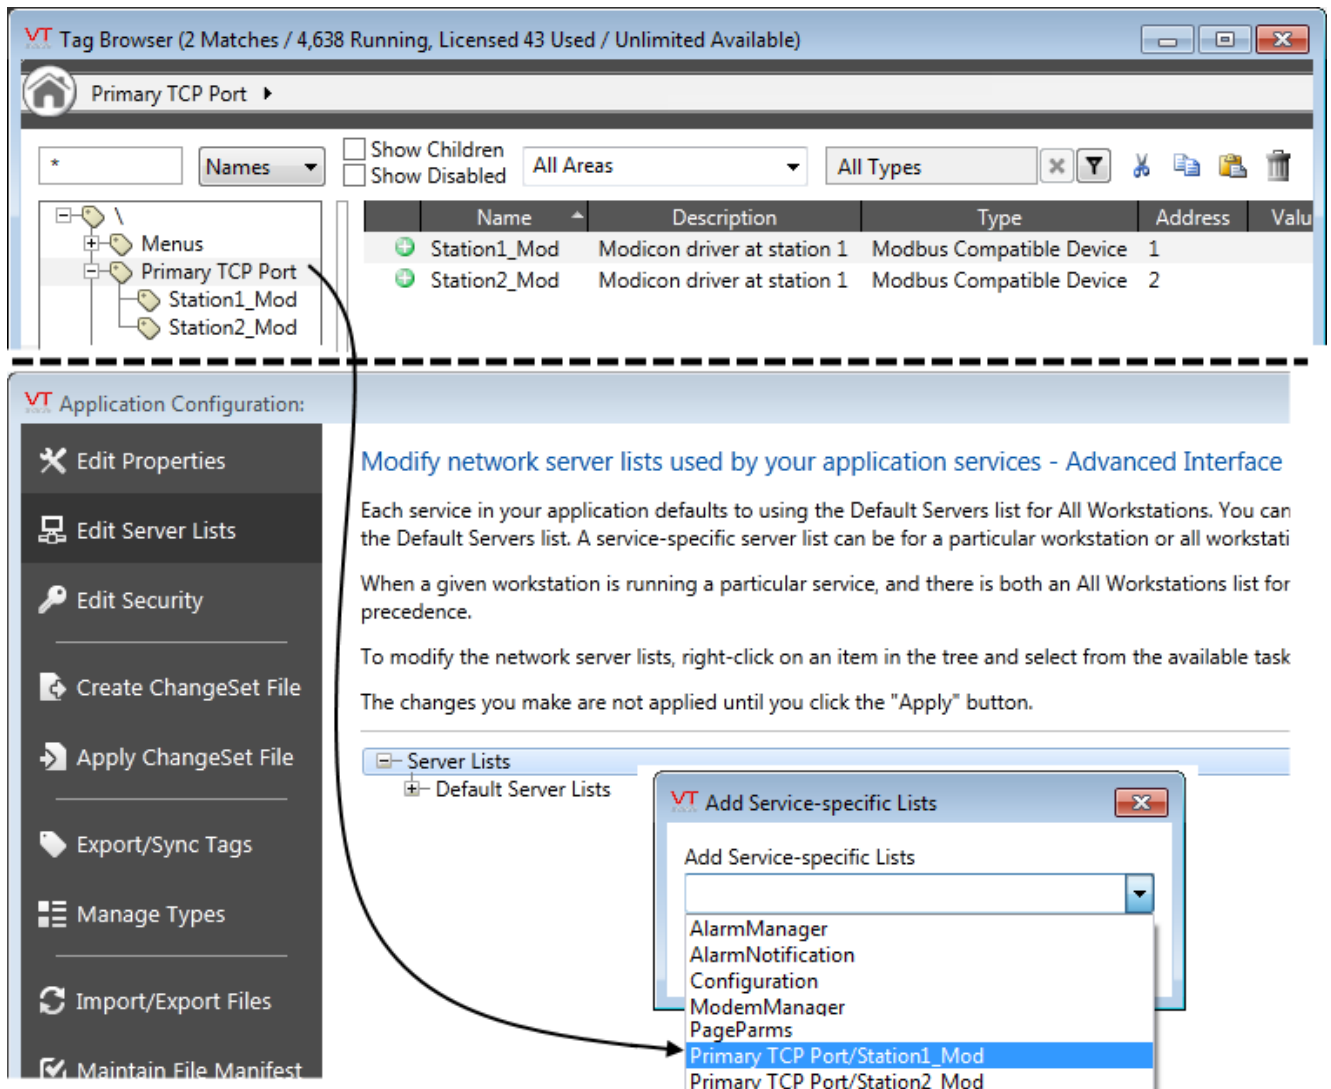 VT Tag Browser (2 Matches / 4,638 Running, Licensed 43 Used / Unlimited Available)
Primary TCP Port
* Names Show Children All Areas All Types
Show Disabled
\ Name Description Type Address Valu
Menus Station1_Mod Modicon driver at station 1 Modbus Compatible Device 1
Primary TCP Port Station2_Mod Modicon driver at station 1 Modbus Compatible Device 2
Station1_Mod
Station2_Mod
VT Application Configuration:
Edit Properties
Edit Server Lists
Edit Security
Create ChangeSet File
Apply ChangeSet File
Export/Sync Tags
Manage Types
Import/Export Files
Maintain File Manifest
Modify network server lists used by your application services - Advanced Interface
Each service in your application defaults to using the Default Servers list for All Workstations. You can
the Default Servers list. A service-specific server list can be for a particular workstation or all workstati
When a given workstation is running a particular service, and there is both an All Workstations list for
precedence.
To modify the network server lists, right-click on an item in the tree and select from the available task
The changes you make are not applied until you click the "Apply" button.
Server Lists
Default Server Lists
VT Add Service-specific Lists
Add Service-specific Lists
AlarmManager
AlarmNotification
Configuration
ModemManager
PageParms
Primary TCP Port/Station1_Mod
Primary TCP Port/Station2_Mod